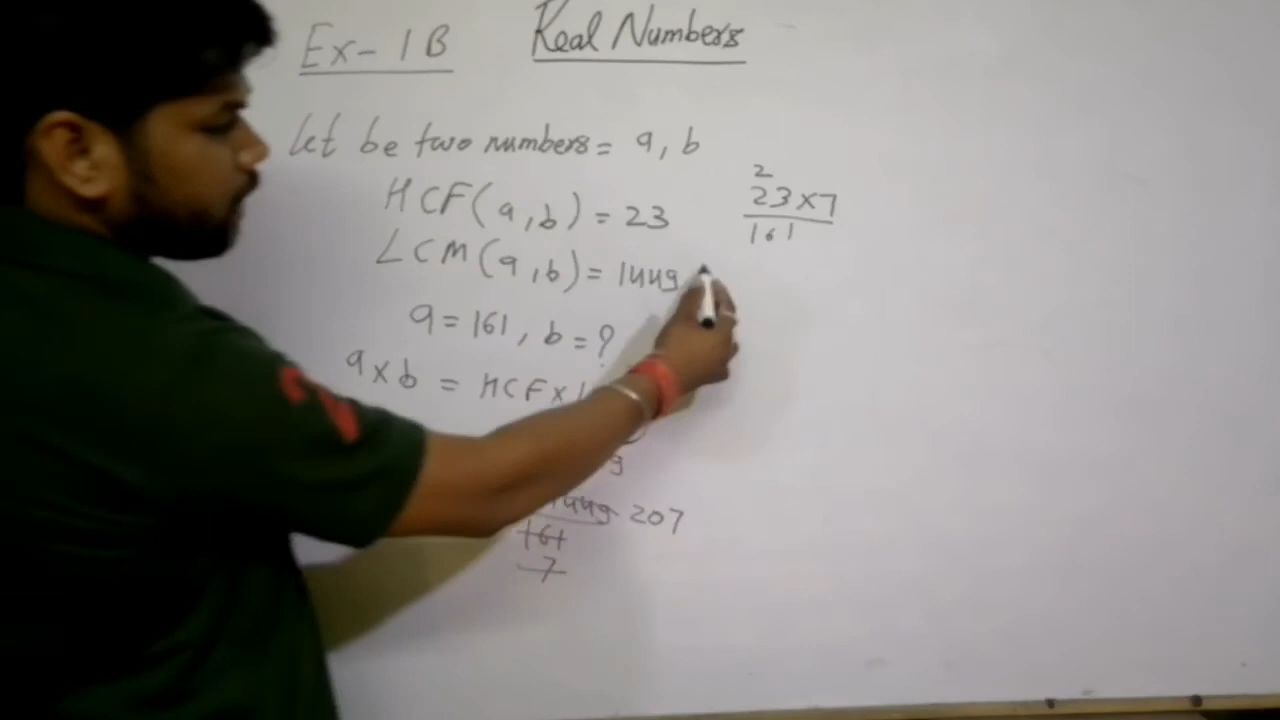 Ex-1B Real Numbers
Let be two numbers = a, b
HCF(a,b) = 23
LCM(a,b) = 1449
a = 161, b = ?
a x b = HCF x
9
1449 207
161
7
2
23x7
161